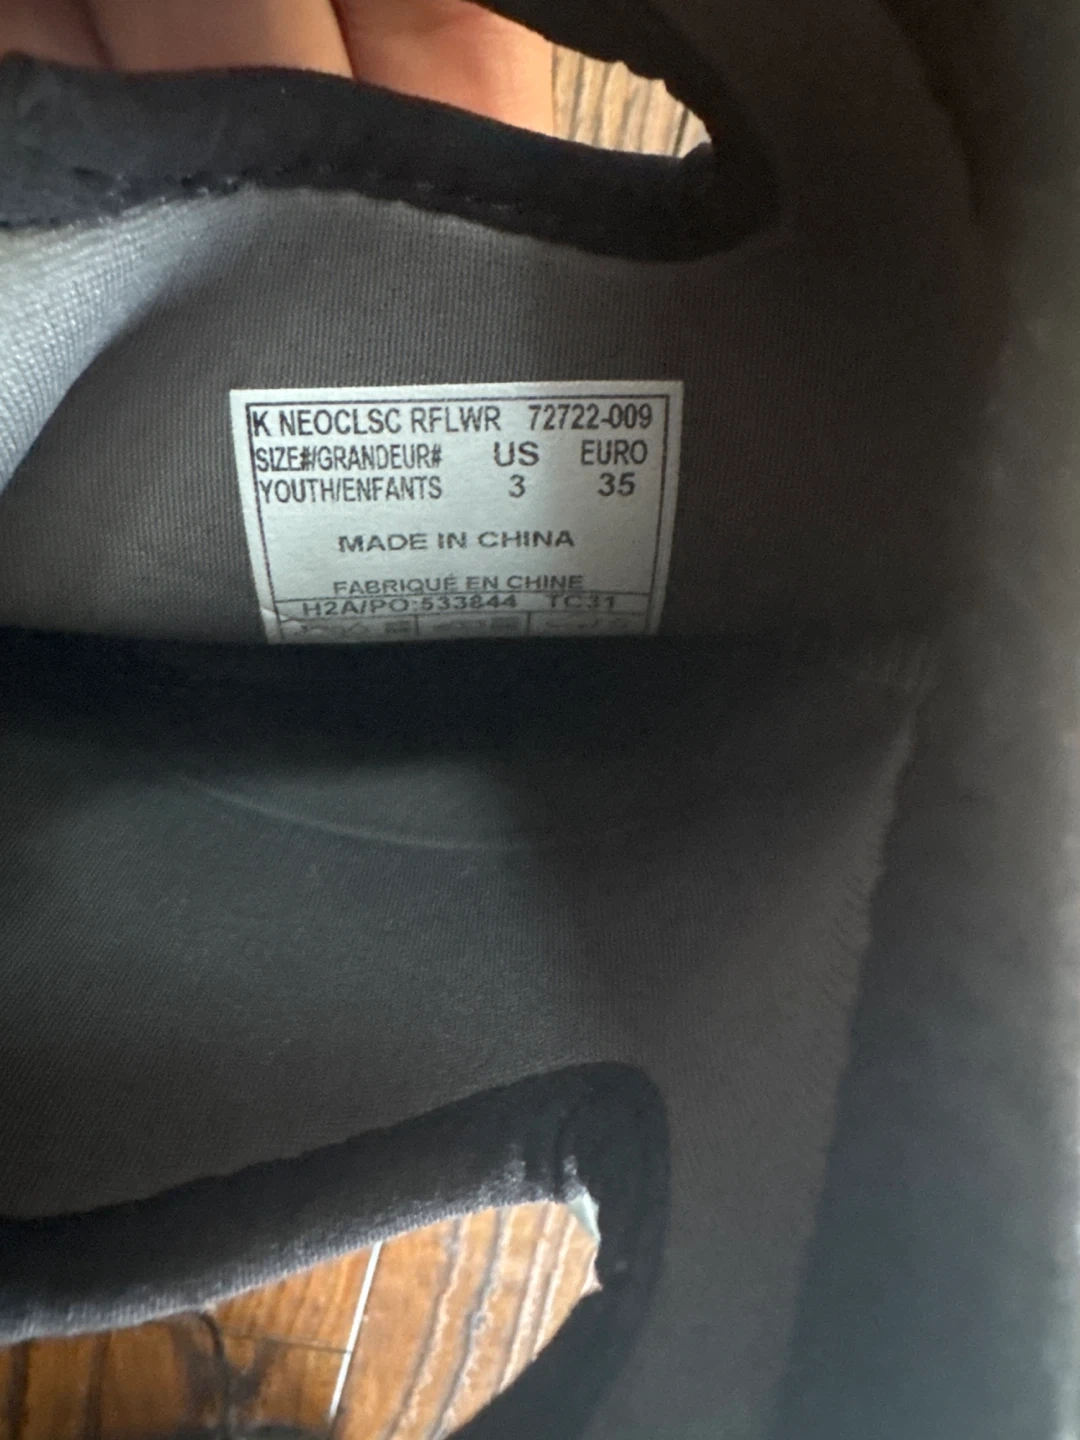 K NEOCLSC RFLWR 72722-009
SIZE#/GRANDEUR# US EURO
YOUTH/ENFANTS 3 35
MADE IN CHINA
FABRIQUÉ EN CHINE
H2A/PO:533844 TC31